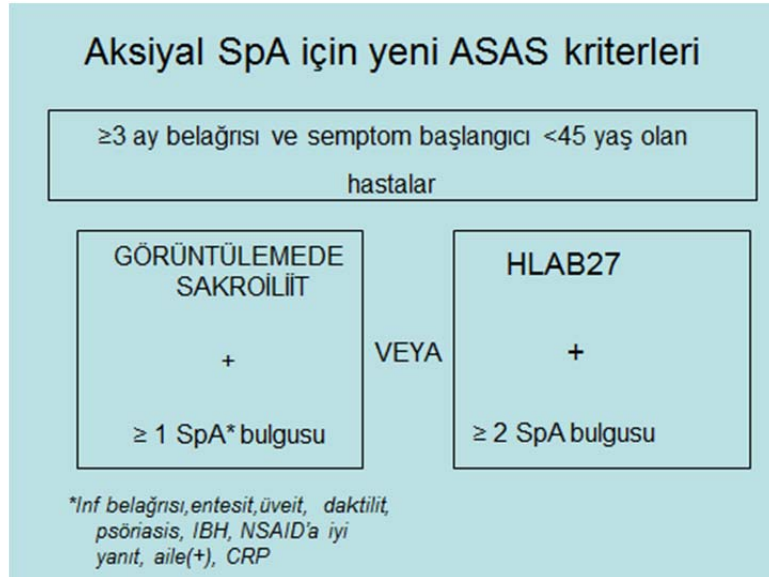 Aksiyal SpA için yeni ASAS kriterleri
≥3 ay belağrısı ve semptom başlangıcı <45 yaş olan
hastalar
GÖRÜNTÜLEMEDE
SAKROİLİİT
+
≥ 1 SpA* bulgusu
VEYA
HLAB27
+
≥ 2 SpA bulgusu
*Inf belağrısı,entesit,üveit, daktilit,
psöriasis, IBH, NSAID'a iyi
yanıt, aile(+), CRP